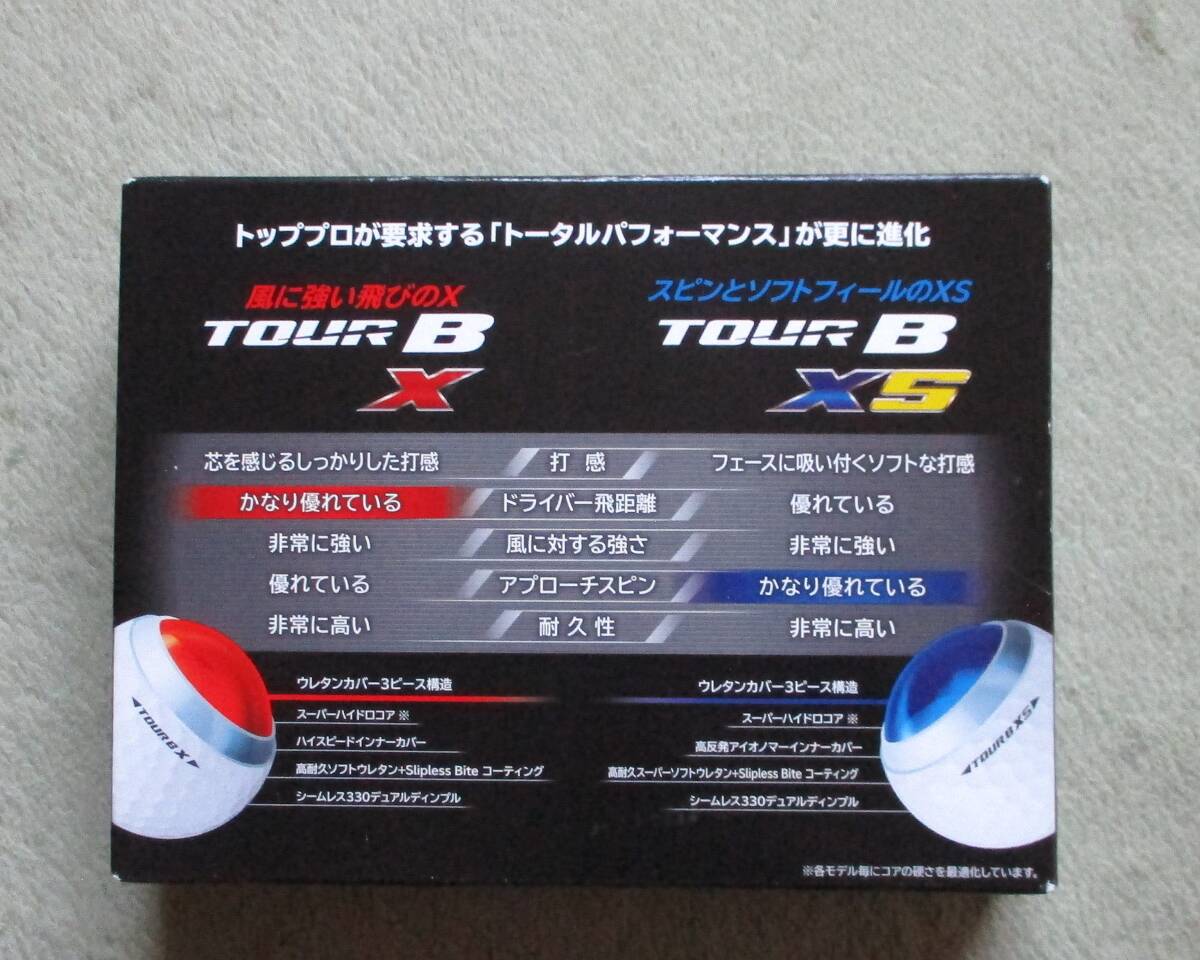 トッププロが要求する「トータルパフォーマンス」が更に進化
風に強い飛びのX
TOUR B
X
スピンとソフトフィールのXS
TOUR B
XS
芯を感じるしっかりした打感 打感 フェースに吸い付くソフトな打感
かなり優れている ドライバー飛距離 優れている
非常に強い 風に対する強さ 非常に強い
優れている アプローチスピン かなり優れている
非常に高い 耐久性 非常に高い
ウレタンカバー3ピース構造
スーパーハイドロコア ※
ハイスピードインナーカバー
高耐久ソフトウレタン+Slipless Bite コーティング
シームレス330デュアルディンプル
TOUR B X
ウレタンカバー3ピース構造
スーパーハイドロコア ※
高反発アイオノマーインナーカバー
高耐久スーパーソフトウレタン+Slipless Bite コーティング
シームレス330デュアルディンプル
TOUR B XS
※各モデル毎にコアの硬さを最適化しています。